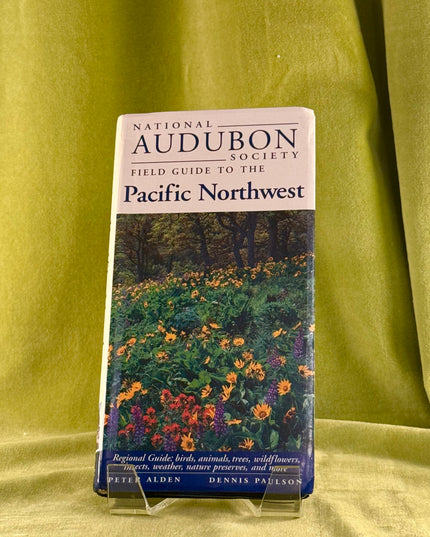 NATIONAL
AUDUBON
SOCIETY
FIELD GUIDE TO THE
Pacific Northwest
Regional Guide: birds, animals, trees, wildflowers,
insects, weather, nature preserves, and more
PETER ALDEN DENNIS PAULSON